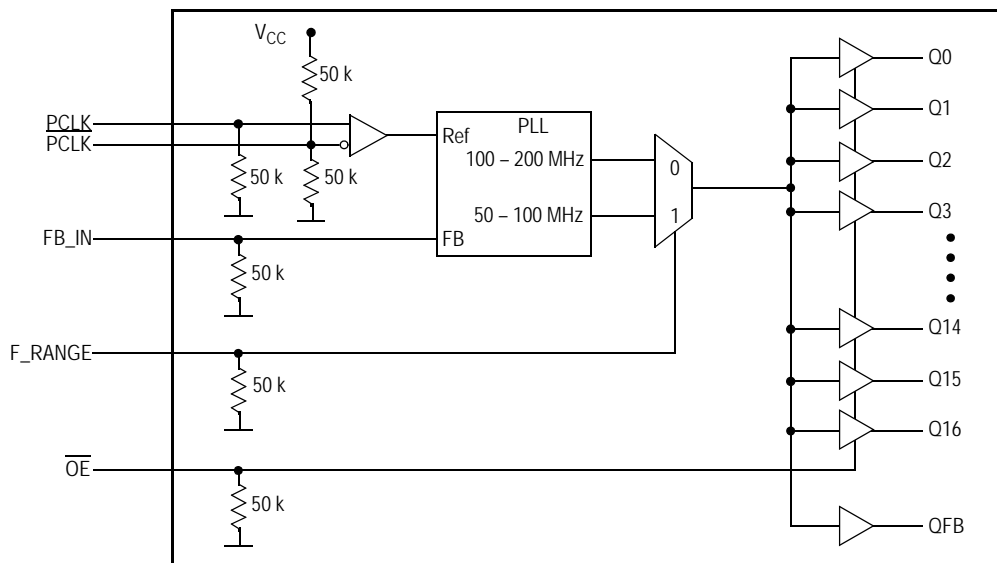 VCC
50 k
PCLK
PCLK
50 k
50 k
Ref
PLL
100 – 200 MHz
50 – 100 MHz
FB
0
1
FB_IN
50 k
F_RANGE
50 k
OE
50 k
Q0
Q1
Q2
Q3
Q14
Q15
Q16
QFB